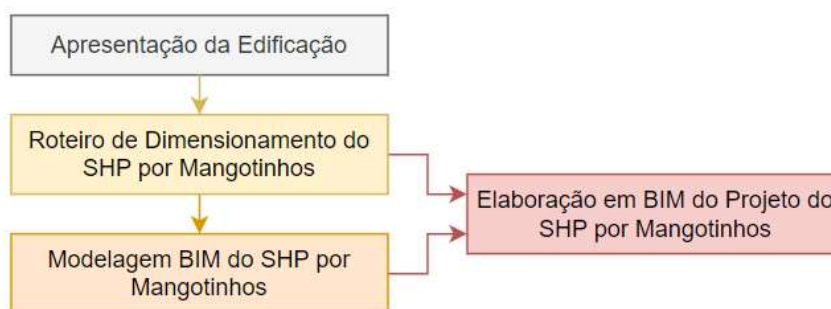 Apresentação da Edificação
Roteiro de Dimensionamento do
SHP por Mangotinhos
Elaboração em BIM do Projeto do
SHP por Mangotinhos
Modelagem BIM do SHP por
Mangotinhos